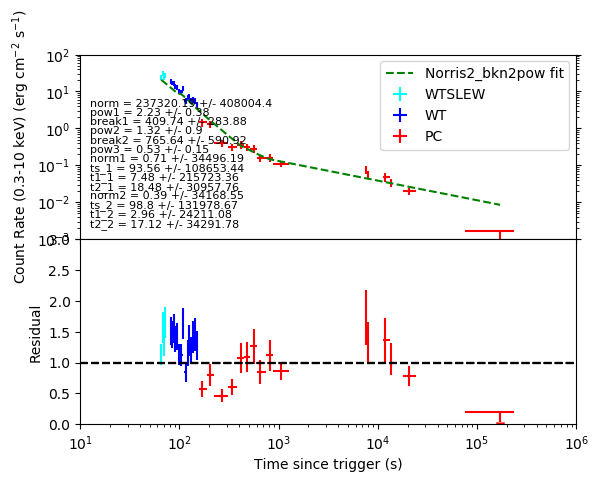 Count Rate (0.3-10 keV) (erg cm⁻² s⁻¹)
10²
10¹
10⁰
10⁻¹
10⁻²
10⁻³
Norris2_bkn2pow fit
WTSLEW
WT
PC
pow1 = 2.23 +/- 0.38
break1 = 409.74 +/- 283.88
pow2 = 1.32 +/- 0.9
break2 = 765.64 +/- 590.92
pow3 = 0.53 +/- 0.15
norm1 = 0.71 +/- 34496.19
ts_1 = 93.56 +/- 108653.44
t1_1 = 7.48 +/- 215723.36
t2_1 = 18.48 +/- 30957.76
norm2 = 0.39 +/- 34168.55
ts_2 = 98.8 +/- 131978.67
t1_2 = 2.96 +/- 24211.08
t2_2 = 17.12 +/- 34291.78
Residual
3.0
2.5
2.0
1.5
1.0
0.5
0.0
10¹ 10² 10³ 10⁴ 10⁵ 10⁶
Time since trigger (s)